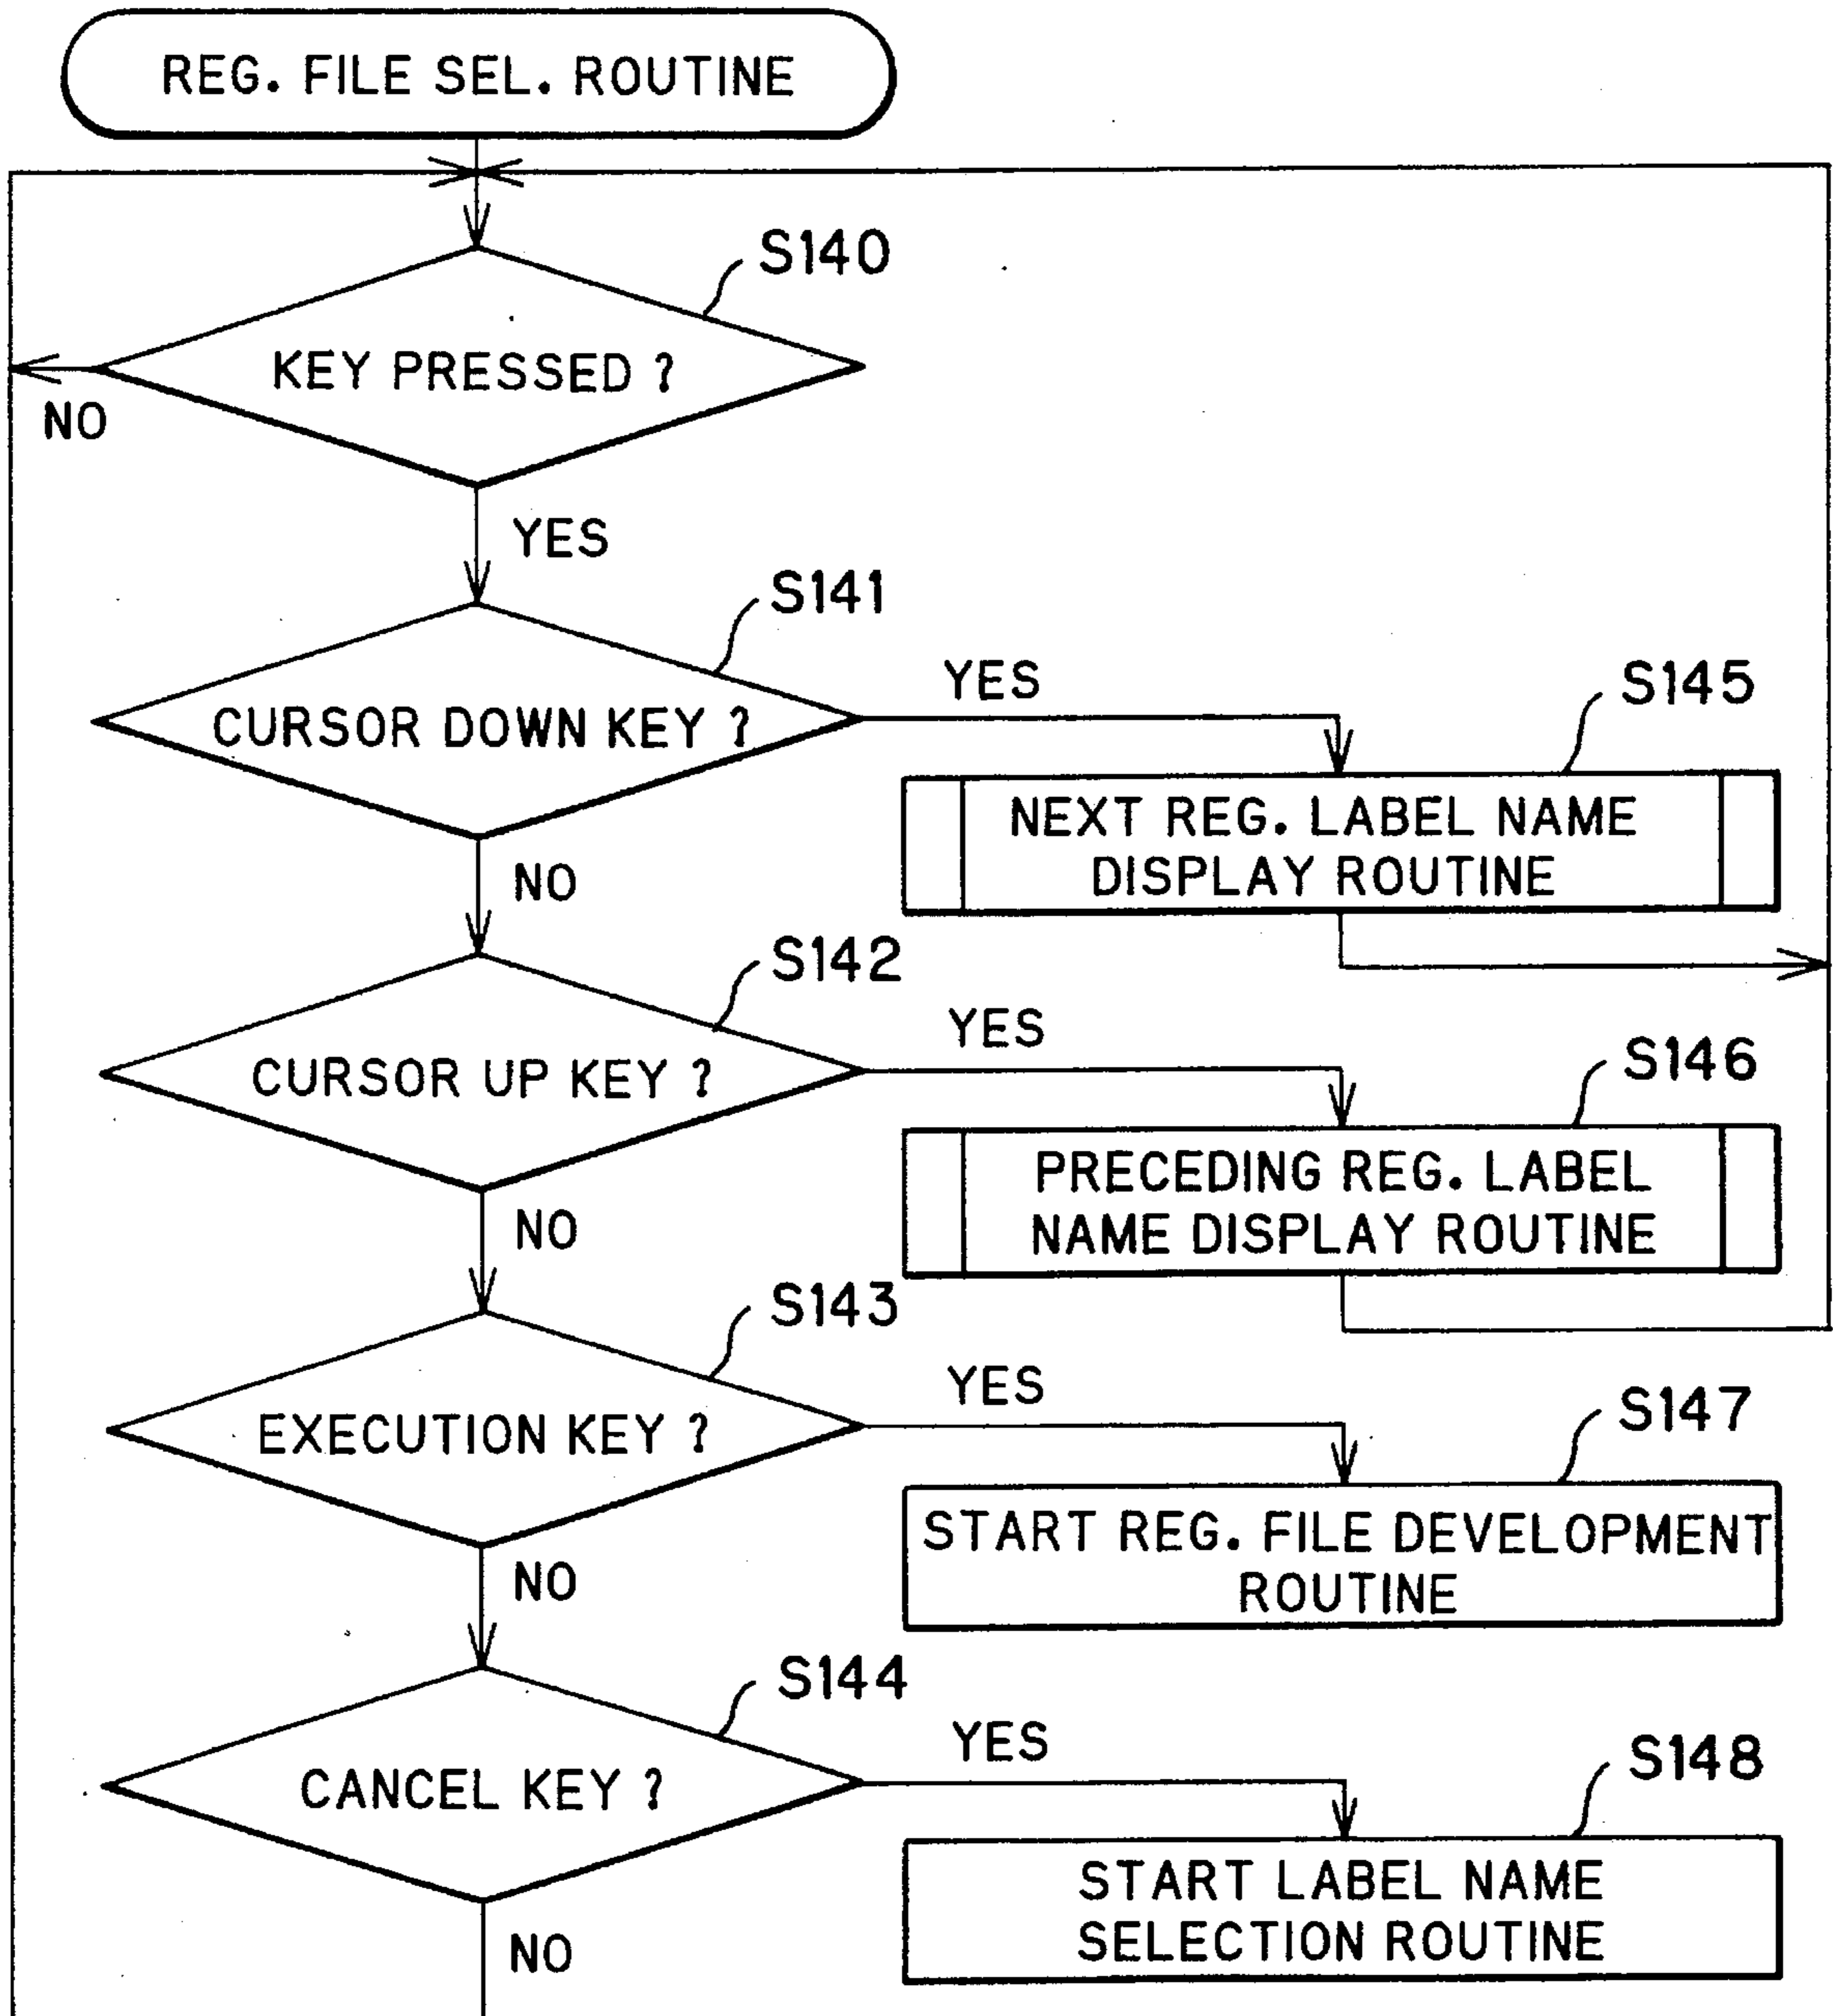 REG. FILE SEL. ROUTINE
S140
KEY PRESSED ?
NO
YES
S141
CURSOR DOWN KEY ?
YES
S145
NEXT REG. LABEL NAME
DISPLAY ROUTINE
NO
S142
CURSOR UP KEY ?
YES
S146
PRECEDING REG. LABEL
NAME DISPLAY ROUTINE
NO
S143
EXECUTION KEY ?
YES
S147
START REG. FILE DEVELOPMENT
ROUTINE
NO
S144
CANCEL KEY ?
YES
S148
START LABEL NAME
SELECTION ROUTINE
NO